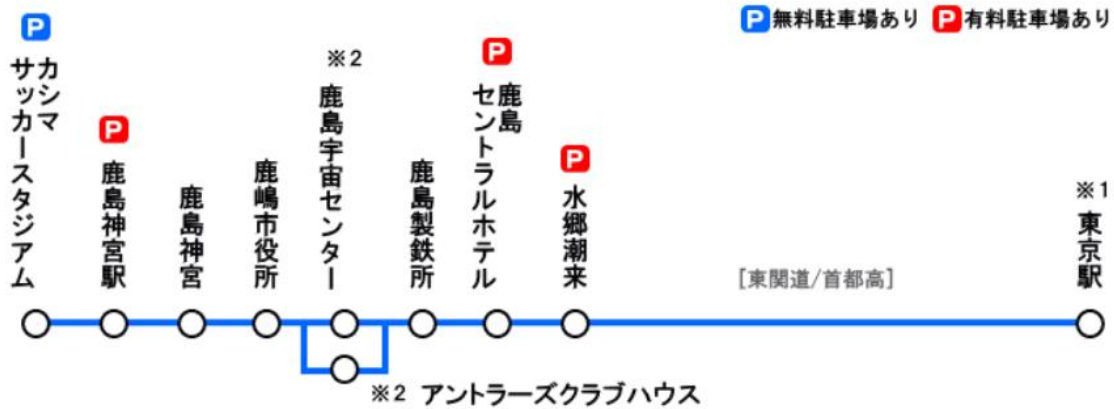 P無料駐車場あり P有料駐車場あり
P
カシマ
サッカースタジアム
P
鹿島神宮駅
鹿島神宮
鹿嶋市役所
※2
鹿島宇宙センター
鹿島製鉄所
P
鹿島
セントラルホテル
P
水郷潮来
[東関道/首都高]
※1
東京駅
※2 アントラーズクラブハウス